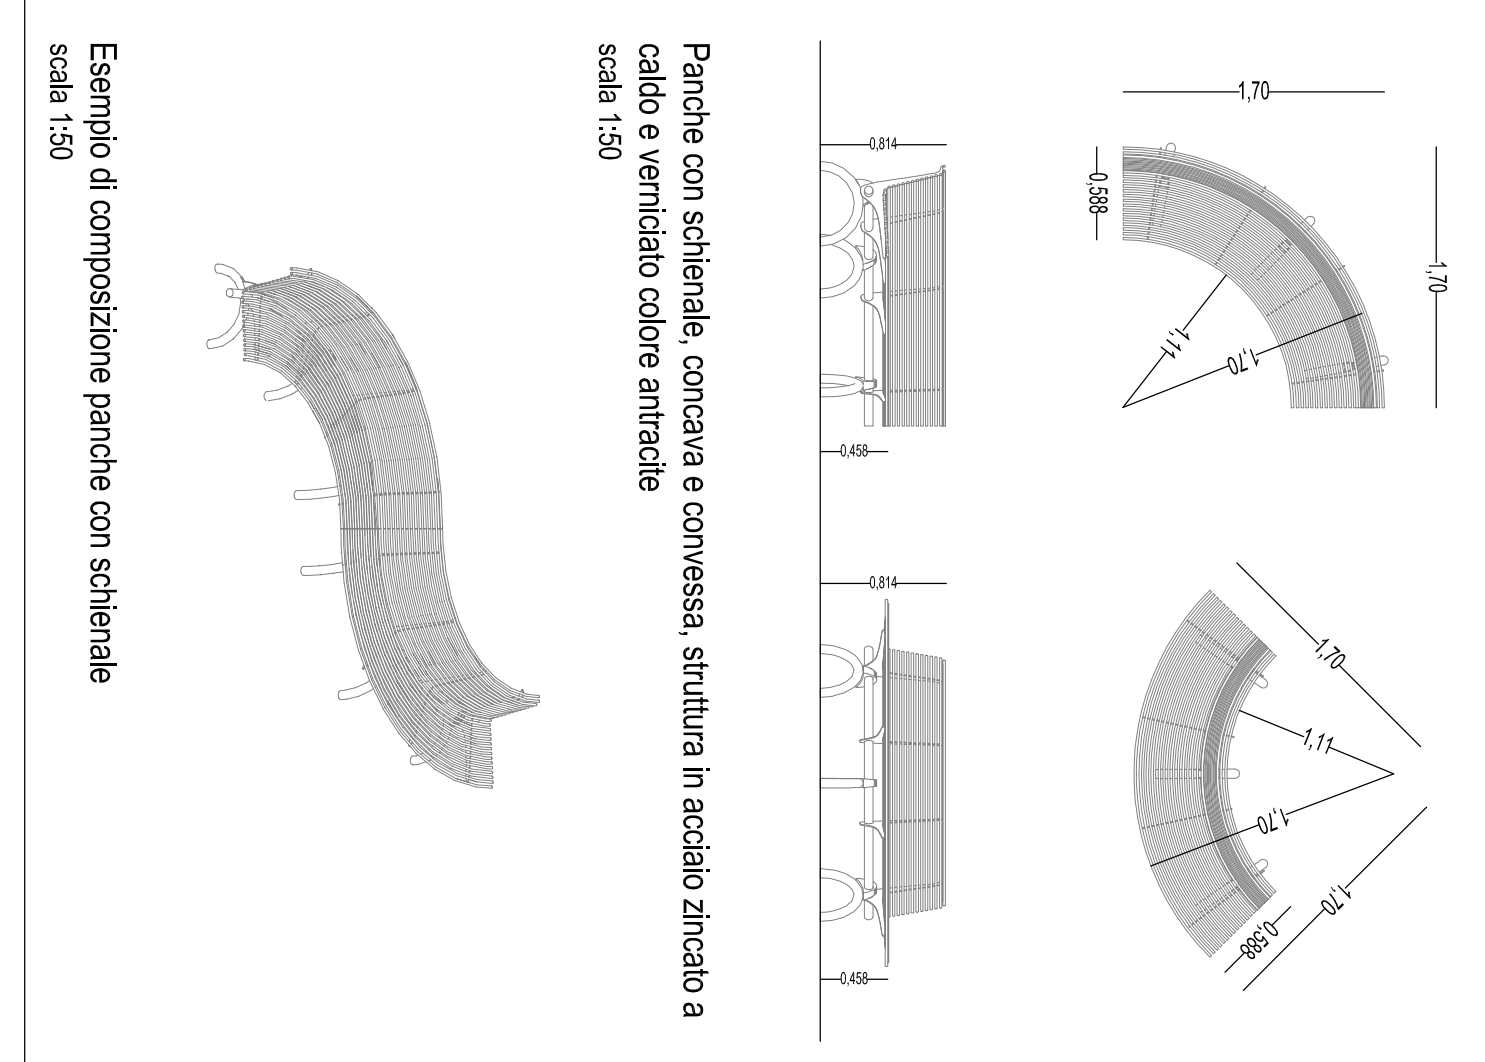 1,70
0,588
1,70
1,11
1,70
1,70
1,11
1,70
1,70
0,588
0,814
0,458
0,814
0,458
Panche con schienale, concava e convessa, struttura in acciaio zincato a
caldo e verniciato colore antracite
scala 1:50
Esempio di composizione panche con schienale
scala 1:50